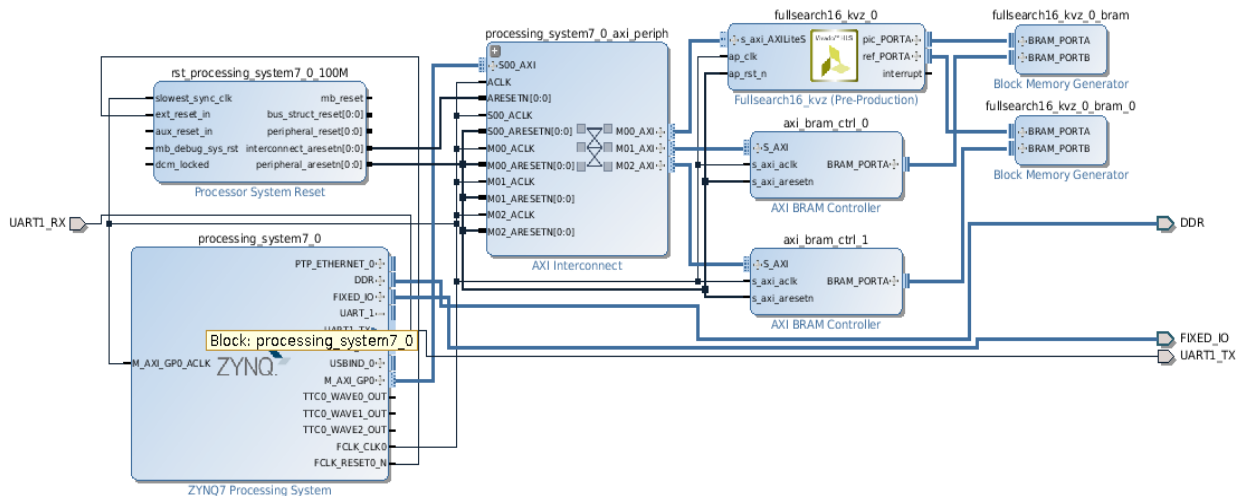 fullsearch16_kvz_0
fullsearch16_kvz_0_bram
processing_system7_0_axi_periph
s_axi_AXILiteS
ap_clk
ap_rst_n
pic_PORTA
ref_PORTA
interrupt
Vivado™ HLS
Fullsearch16_kvz (Pre-Production)
BRAM_PORTA
BRAM_PORTB
Block Memory Generator
rst_processing_system7_0_100M
slowest_sync_clk
ext_reset_in
aux_reset_in
mb_debug_sys_rst
dcm_locked
mb_reset
bus_struct_reset[0:0]
peripheral_reset[0:0]
interconnect_aresetn[0:0]
peripheral_aresetn[0:0]
Processor System Reset
S00_AXI
ACLK
ARESETN[0:0]
S00_ACLK
S00_ARESETN[0:0]
M00_ACLK
M00_ARESETN[0:0]
M01_ACLK
M01_ARESETN[0:0]
M02_ACLK
M02_ARESETN[0:0]
M00_AXI
M01_AXI
M02_AXI
AXI Interconnect
fullsearch16_kvz_0_bram_0
BRAM_PORTA
BRAM_PORTB
Block Memory Generator
axi_bram_ctrl_0
S_AXI
s_axi_aclk
s_axi_aresetn
BRAM_PORTA
AXI BRAM Controller
UART1_RX
DDR
processing_system7_0
PTP_ETHERNET_0
DDR
FIXED_IO
UART_1
UART1_TX
Block: processing_system7_0
M_AXI_GP0_ACLK
ZYNQ
USBIND_0
M_AXI_GP0
TTC0_WAVE0_OUT
TTC0_WAVE1_OUT
TTC0_WAVE2_OUT
FCLK_CLK0
FCLK_RESET0_N
ZYNQ7 Processing System
axi_bram_ctrl_1
S_AXI
s_axi_aclk
s_axi_aresetn
BRAM_PORTA
AXI BRAM Controller
FIXED_IO
UART1_TX